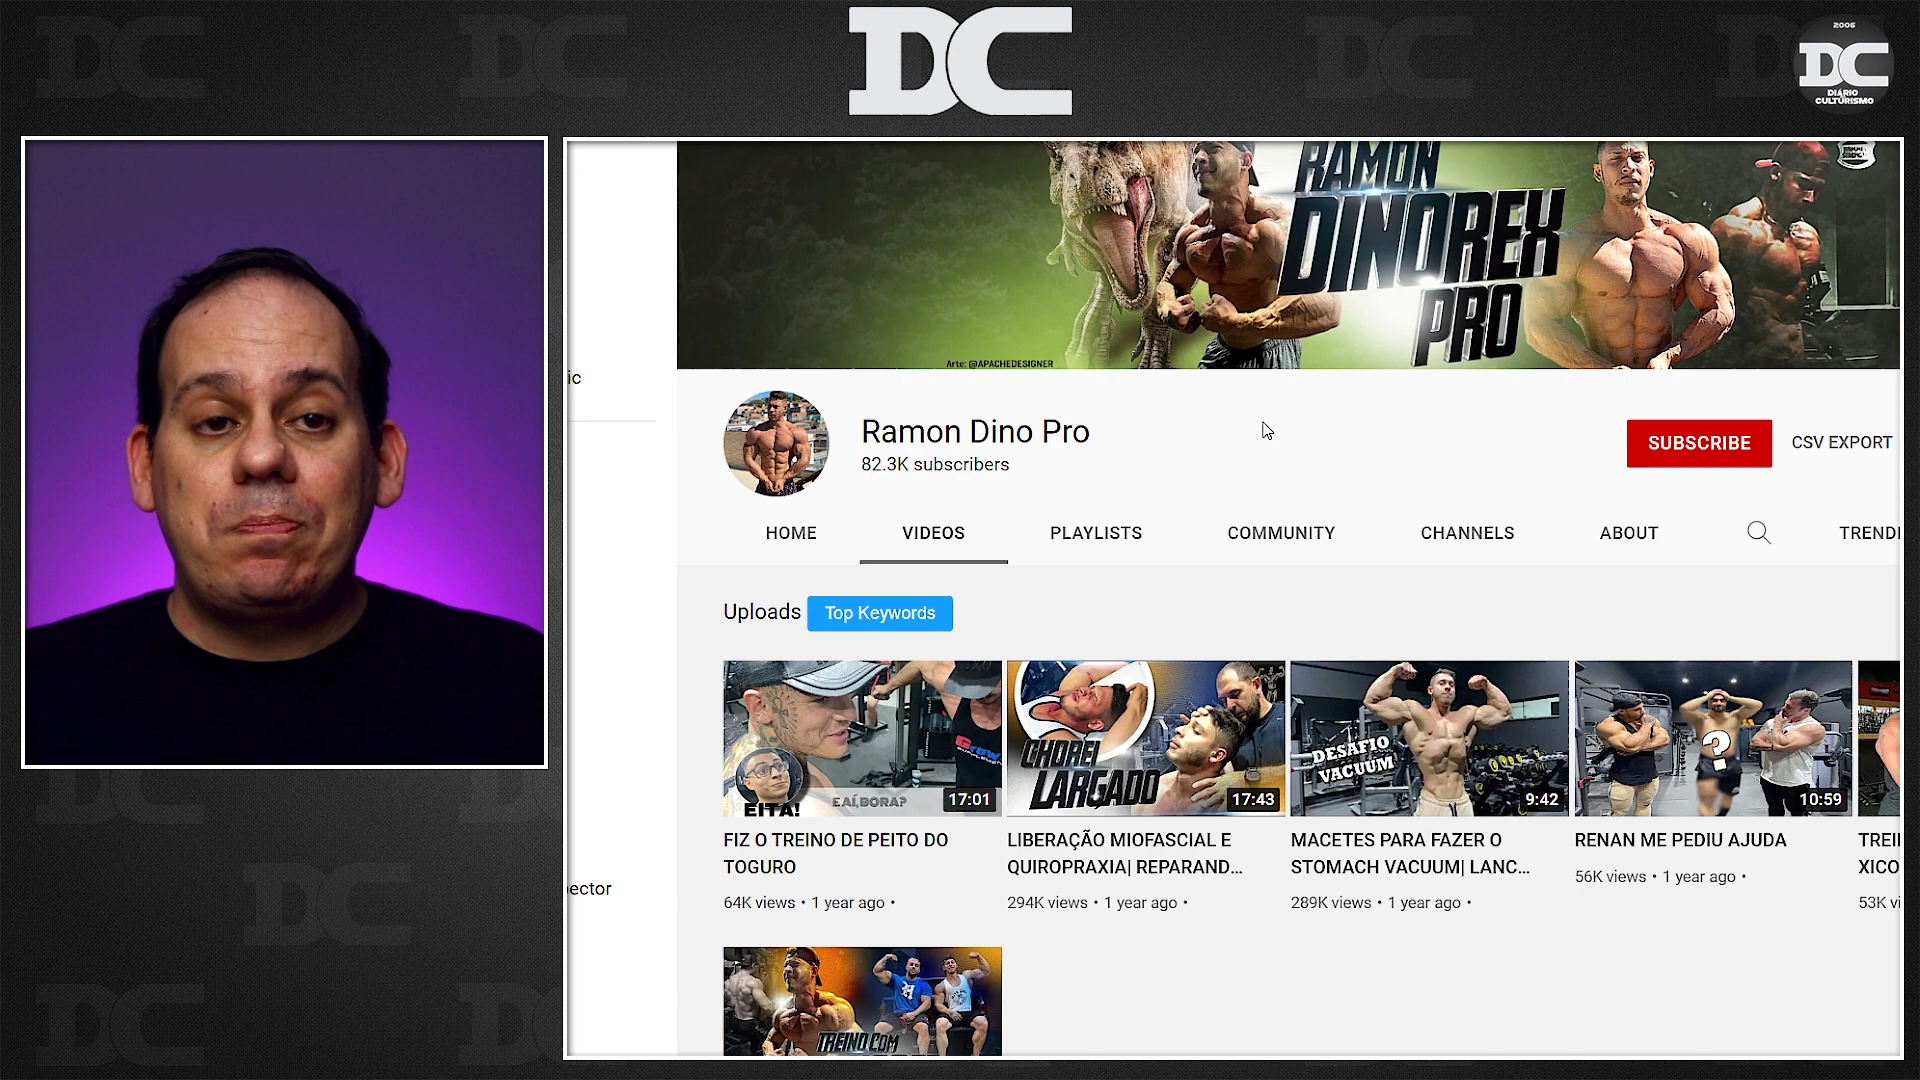 DC
2006
DC
DIÁRIO
CULTURISMO
ic
ector
RAMON
DINOREX
PRO
Arte: @APACHEDESIGNER
Ramon Dino Pro
82.3K subscribers
SUBSCRIBE
CSV EXPORT
HOME
VIDEOS
PLAYLISTS
COMMUNITY
CHANNELS
ABOUT
TREND
Uploads
Top Keywords
EITA!
EAÍ,BORA?
17:01
CHOREI
LARGADO
17:43
DESAFIO
VACUUM
9:42
?
10:59
FIZ O TREINO DE PEITO DO
TOGURO
64K views • 1 year ago •
LIBERAÇÃO MIOFASCIAL E
QUIROPRAXIA| REPARAND...
294K views • 1 year ago •
MACETES PARA FAZER O
STOMACH VACUUM| LANC...
289K views • 1 year ago •
RENAN ME PEDIU AJUDA
56K views • 1 year ago •
TREI
XICO
53K vi
TREINO COM